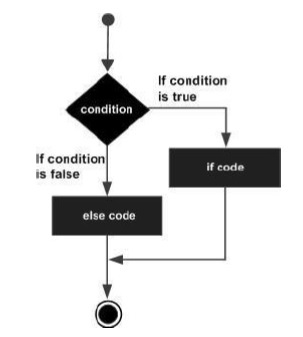 If condition
is true
condition
If condition
is false
if code
else code